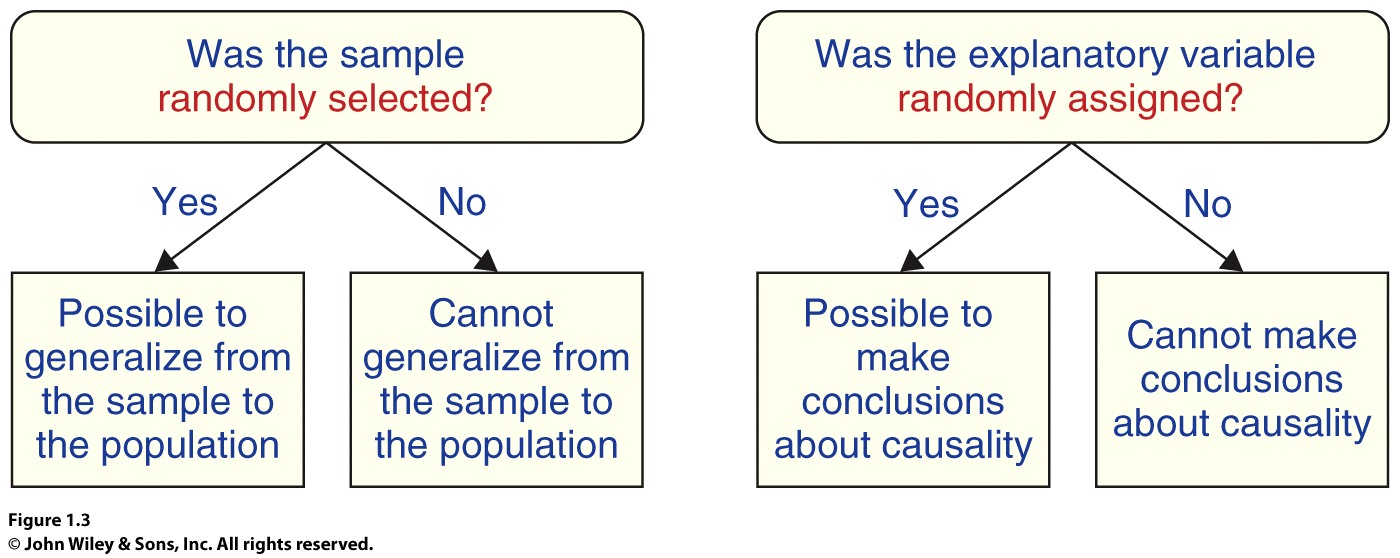 Was the sample
randomly selected?
Yes
No
Possible to
generalize from
the sample to
the population
Cannot
generalize from
the sample to
the population
Was the explanatory variable
randomly assigned?
Yes
No
Possible to
make
conclusions
about causality
Cannot make
conclusions
about causality
Figure 1.3
© John Wiley & Sons, Inc. All rights reserved.